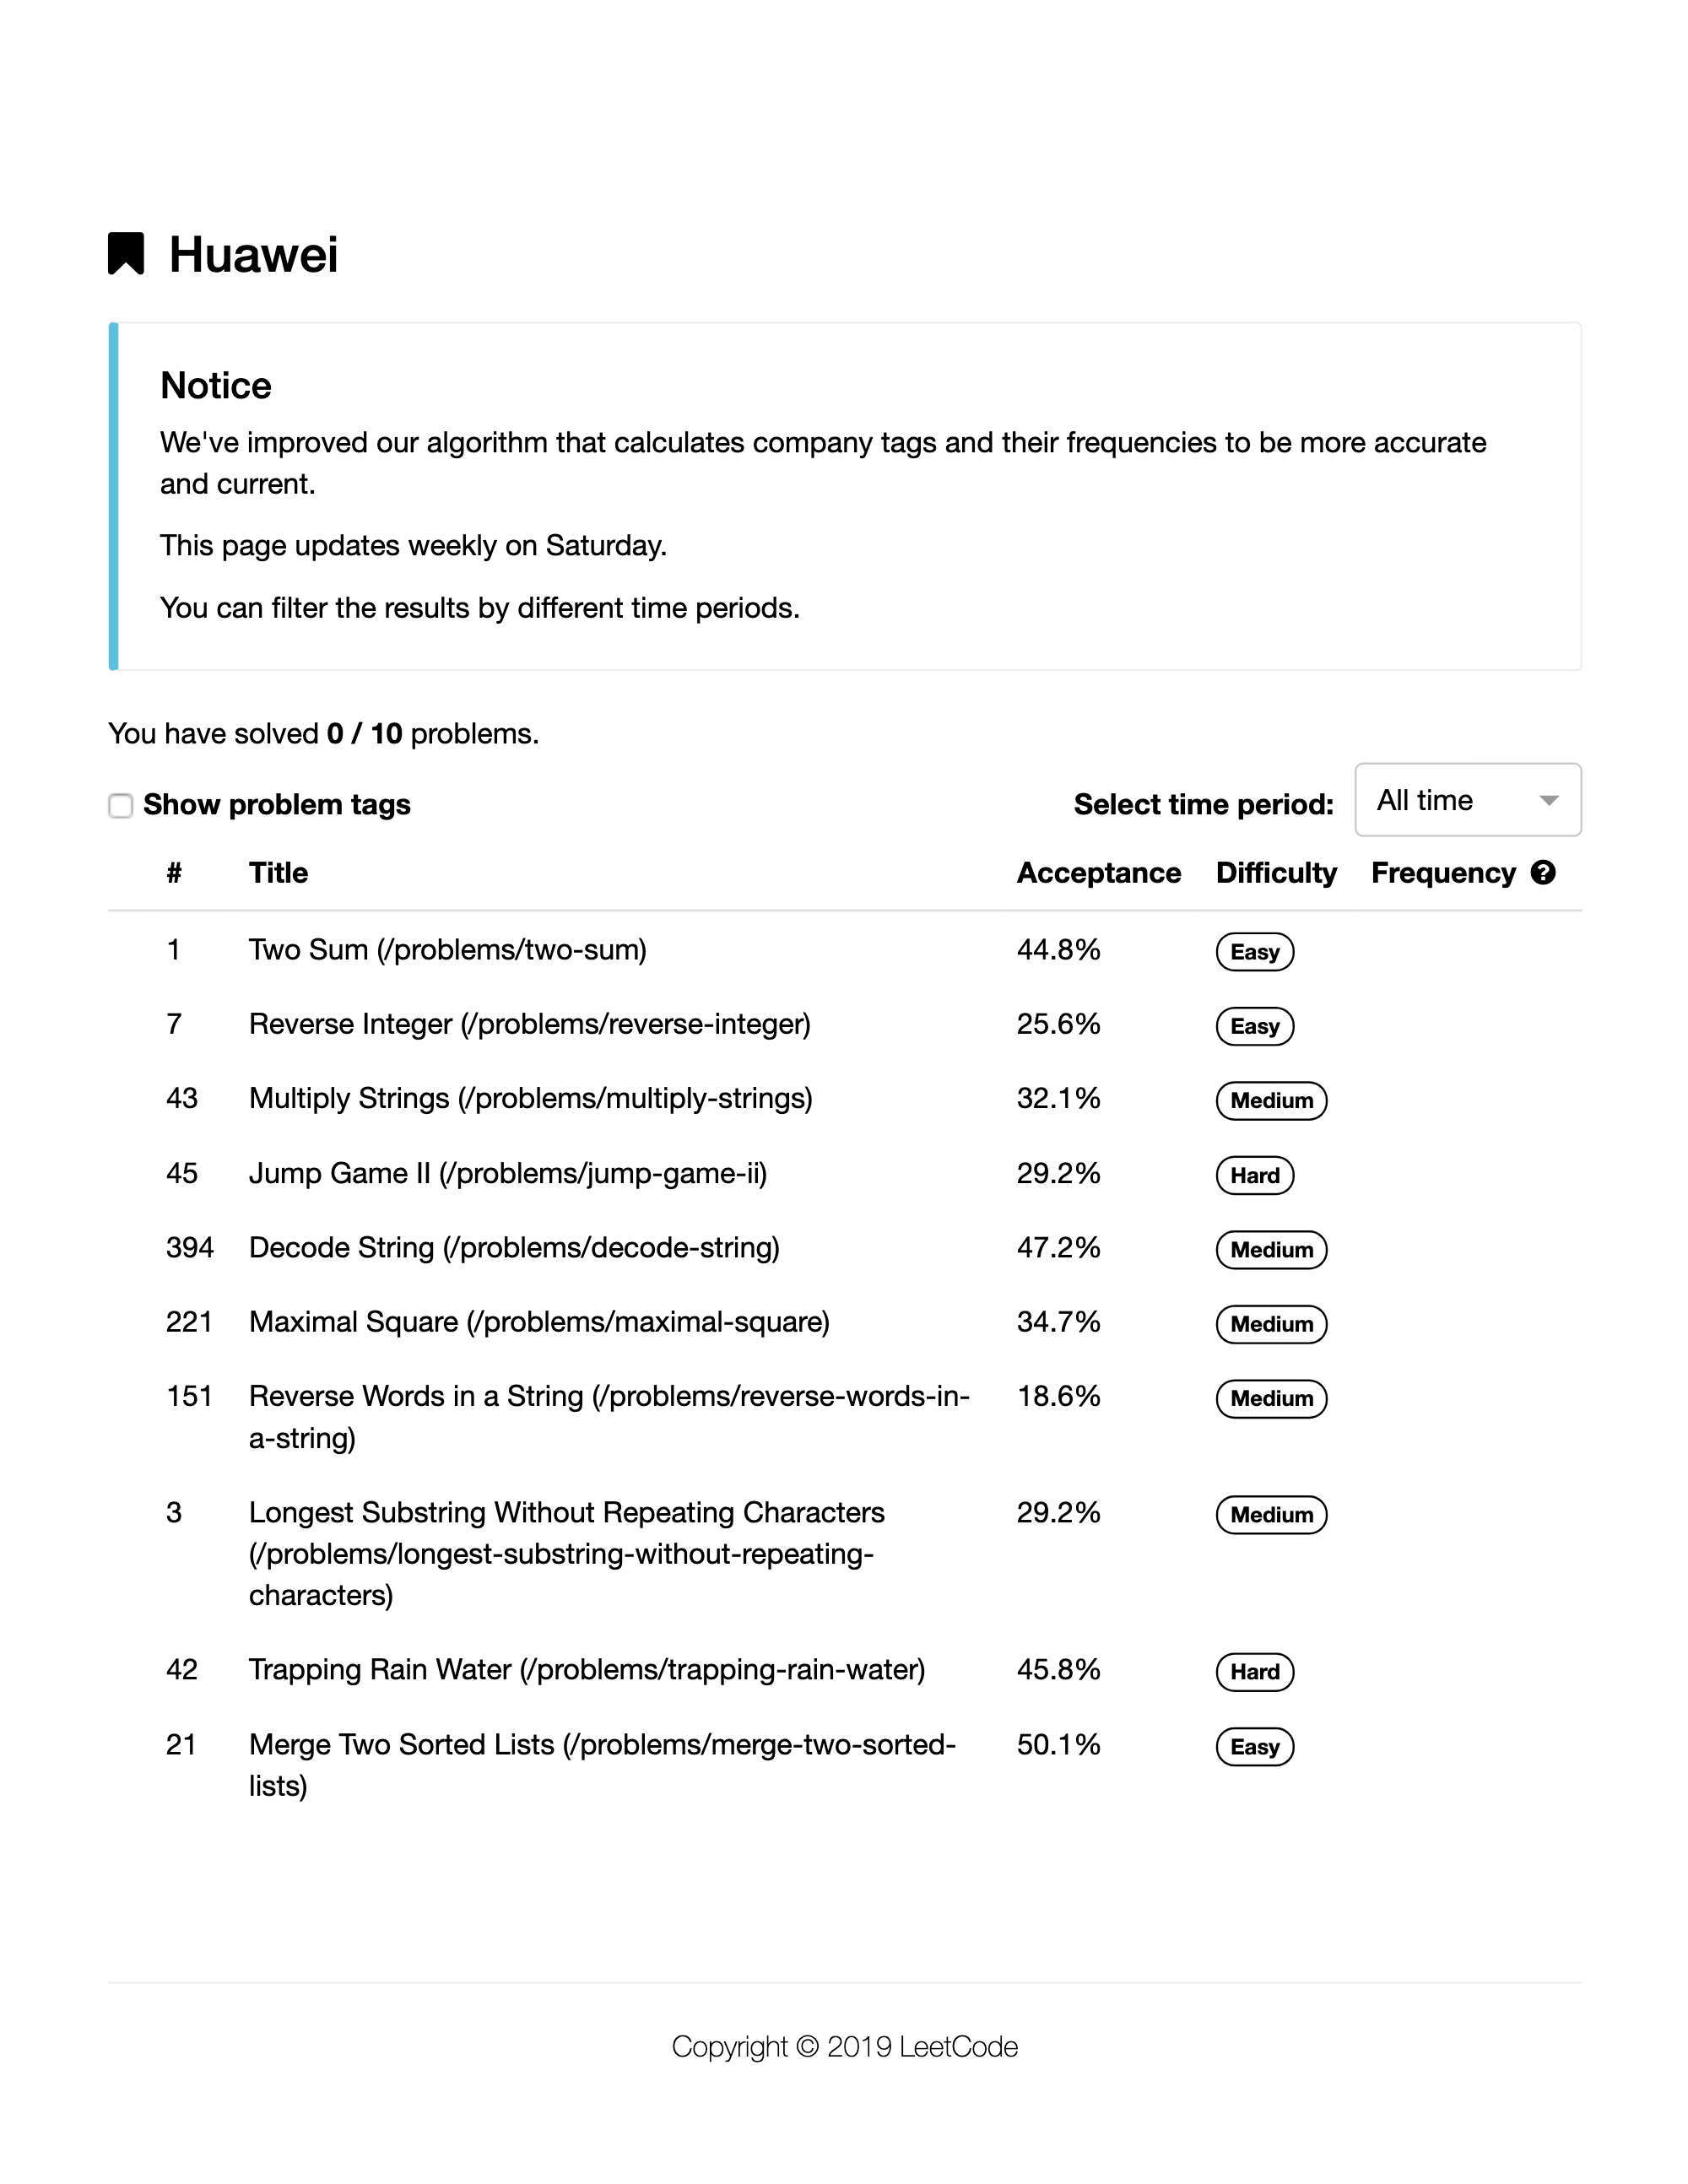 Huawei
Notice
We've improved our algorithm that calculates company tags and their frequencies to be more accurate
and current.
This page updates weekly on Saturday.
You can filter the results by different time periods.
You have solved 0 / 10 problems.
Show problem tags Select time period: All time
# Title Acceptance Difficulty Frequency ?
1 Two Sum (/problems/two-sum) 44.8% Easy
7 Reverse Integer (/problems/reverse-integer) 25.6% Easy
43 Multiply Strings (/problems/multiply-strings) 32.1% Medium
45 Jump Game II (/problems/jump-game-ii) 29.2% Hard
394 Decode String (/problems/decode-string) 47.2% Medium
221 Maximal Square (/problems/maximal-square) 34.7% Medium
151 Reverse Words in a String (/problems/reverse-words-in- 18.6% Medium
a-string)
3 Longest Substring Without Repeating Characters 29.2% Medium
(/problems/longest-substring-without-repeating-
characters)
42 Trapping Rain Water (/problems/trapping-rain-water) 45.8% Hard
21 Merge Two Sorted Lists (/problems/merge-two-sorted- 50.1% Easy
lists)
Copyright © 2019 LeetCode